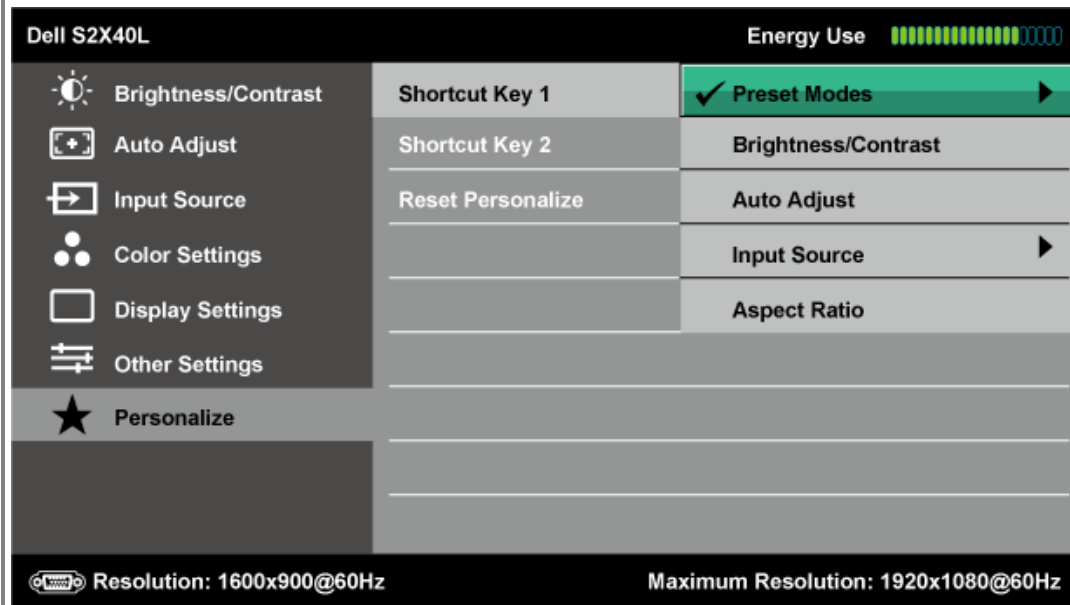 Dell S2X40L Energy Use
Brightness/Contrast Shortcut Key 1 Preset Modes
Auto Adjust Shortcut Key 2 Brightness/Contrast
Input Source Reset Personalize Auto Adjust
Color Settings Input Source
Display Settings Aspect Ratio
Other Settings
Personalize
Resolution: 1600x900@60Hz Maximum Resolution: 1920x1080@60Hz